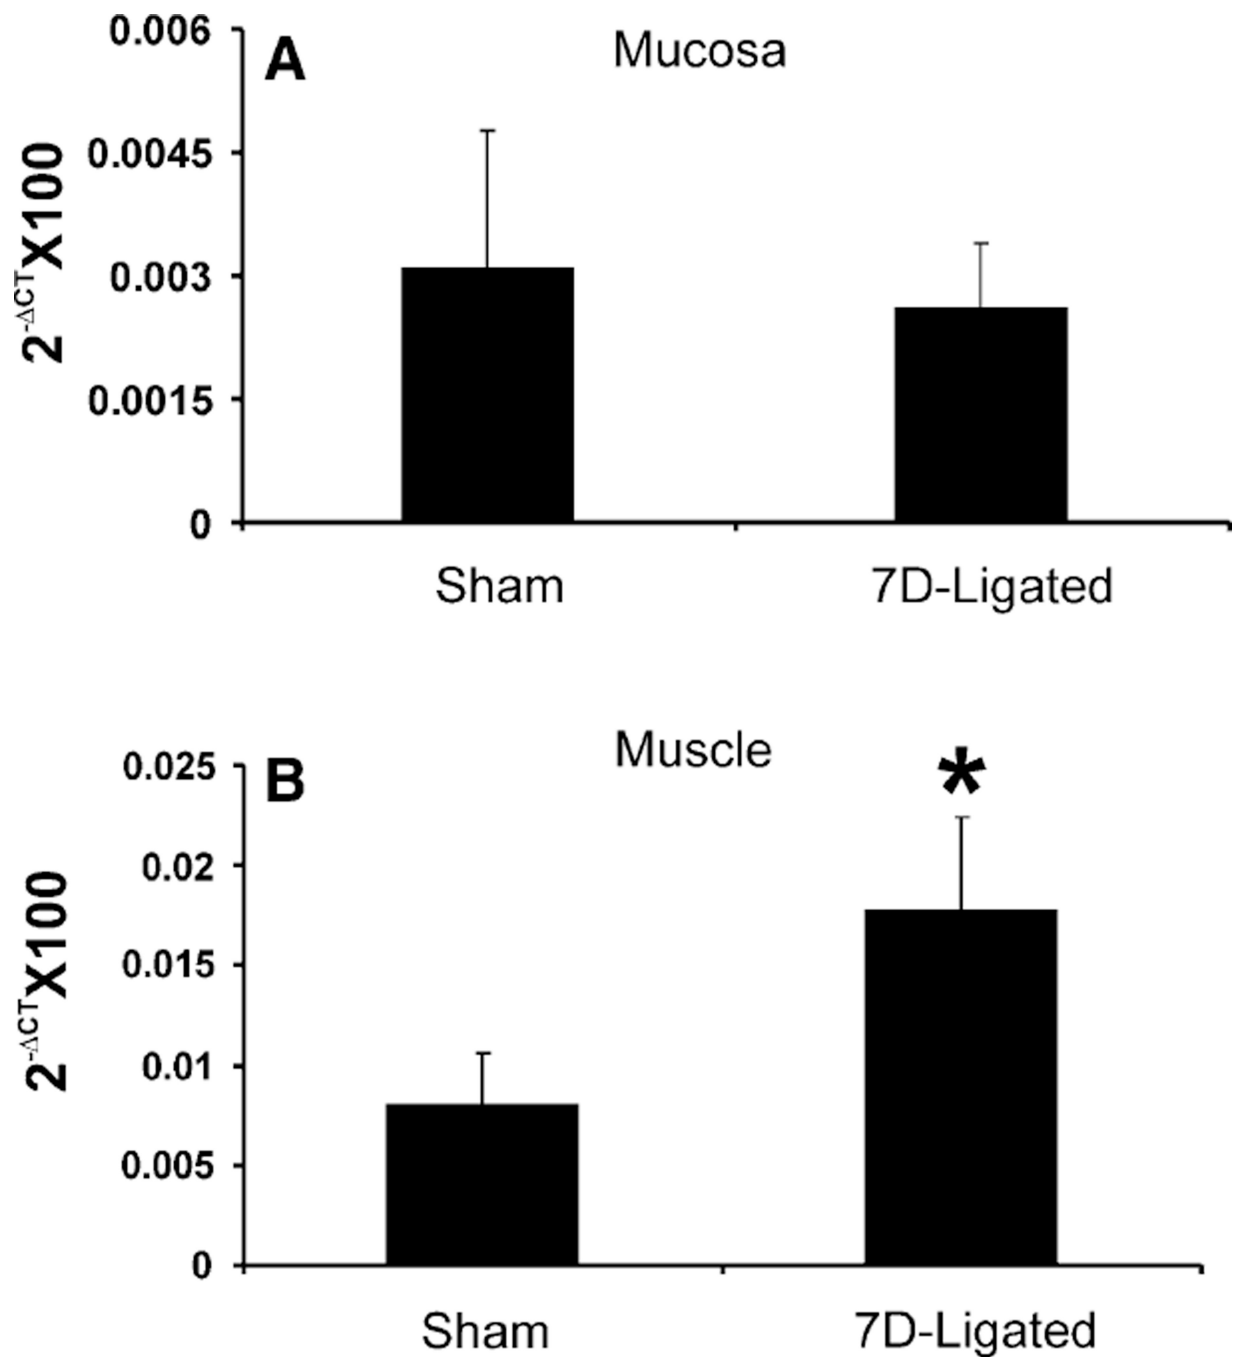 A
Mucosa
2-ΔCTX100
0.006
0.0045
0.003
0.0015
0
Sham
7D-Ligated
B
Muscle
*
2-ΔCTX100
0.025
0.02
0.015
0.01
0.005
0
Sham
7D-Ligated